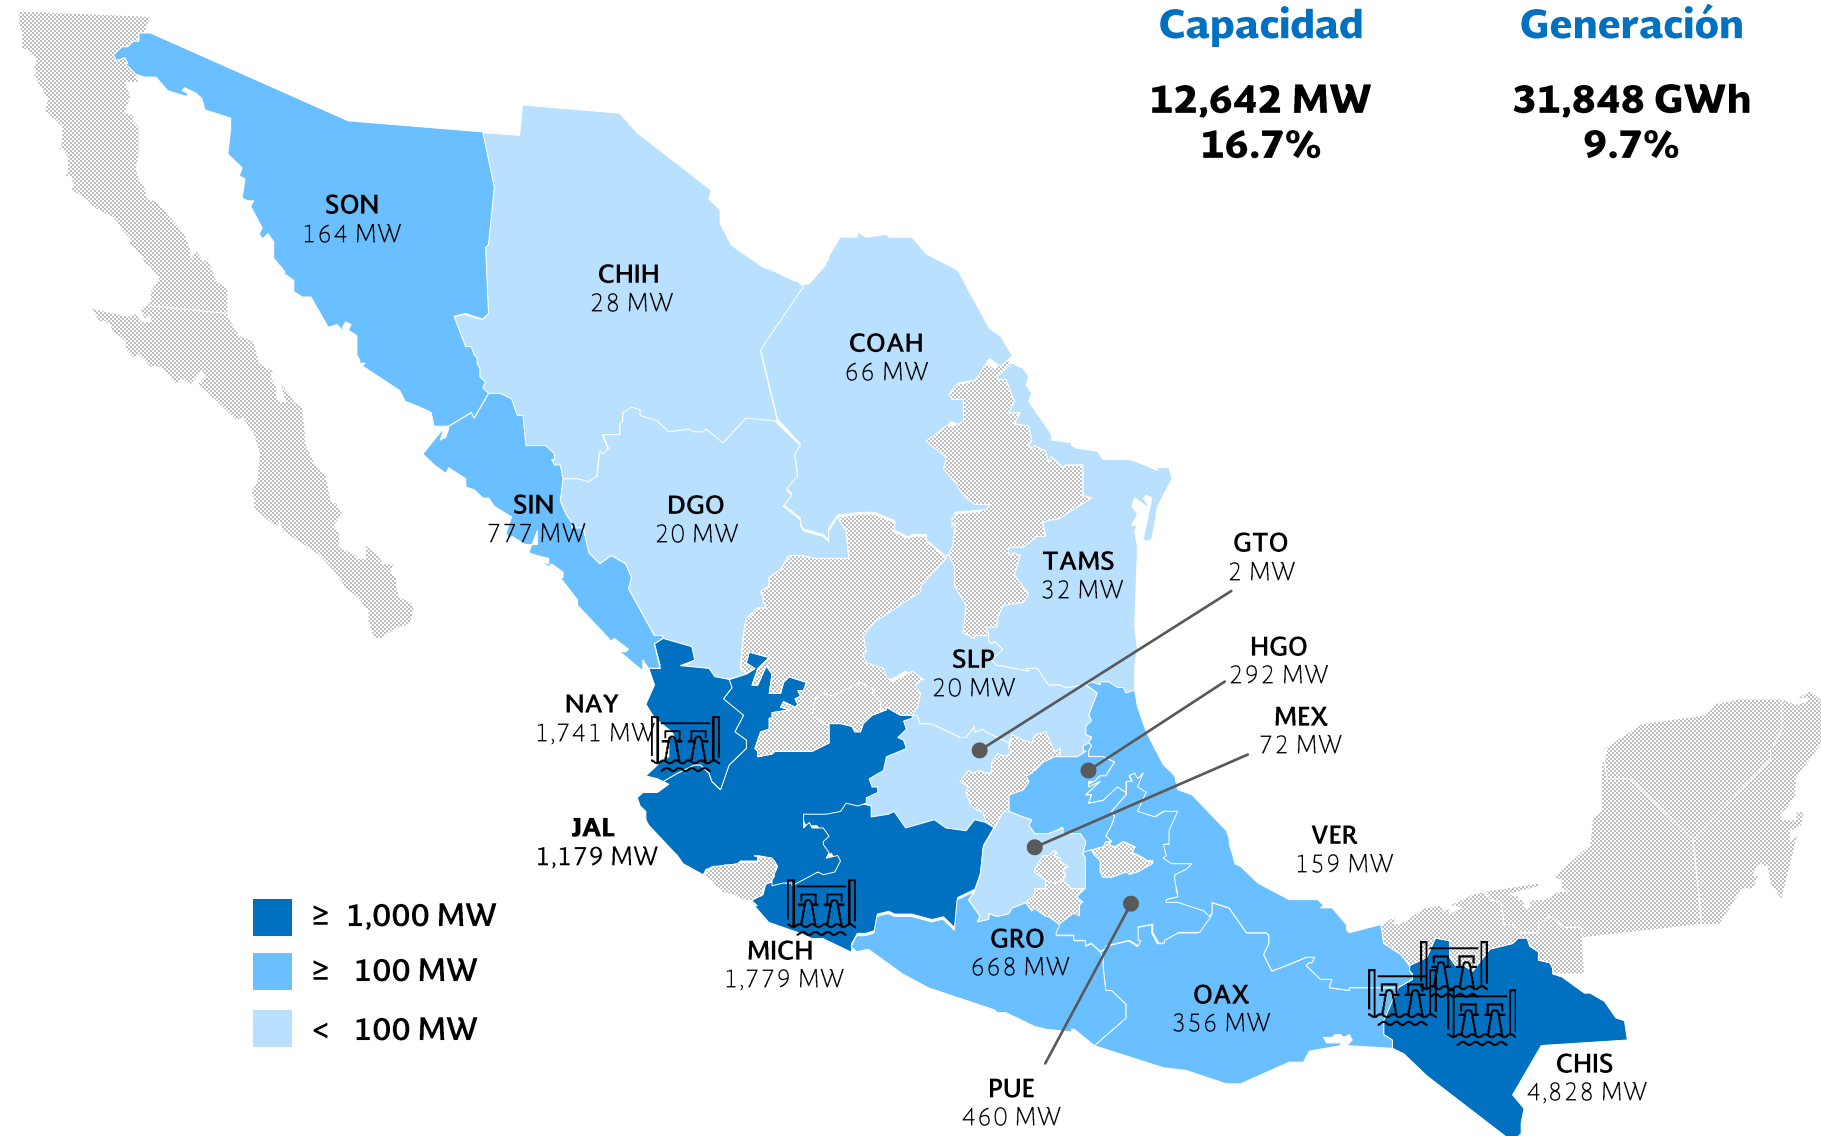 Capacidad
12,642 MW
16.7%
Generación
31,848 GWh
9.7%
SON
164 MW
CHIH
28 MW
COAH
66 MW
SIN
777 MW
DGO
20 MW
TAMS
32 MW
GTO
2 MW
HGO
292 MW
SLP
20 MW
NAY
1,741 MW
MEX
72 MW
JAL
1,179 MW
VER
159 MW
MICH
1,779 MW
GRO
668 MW
OAX
356 MW
PUE
460 MW
CHIS
4,828 MW
≥ 1,000 MW
≥ 100 MW
< 100 MW